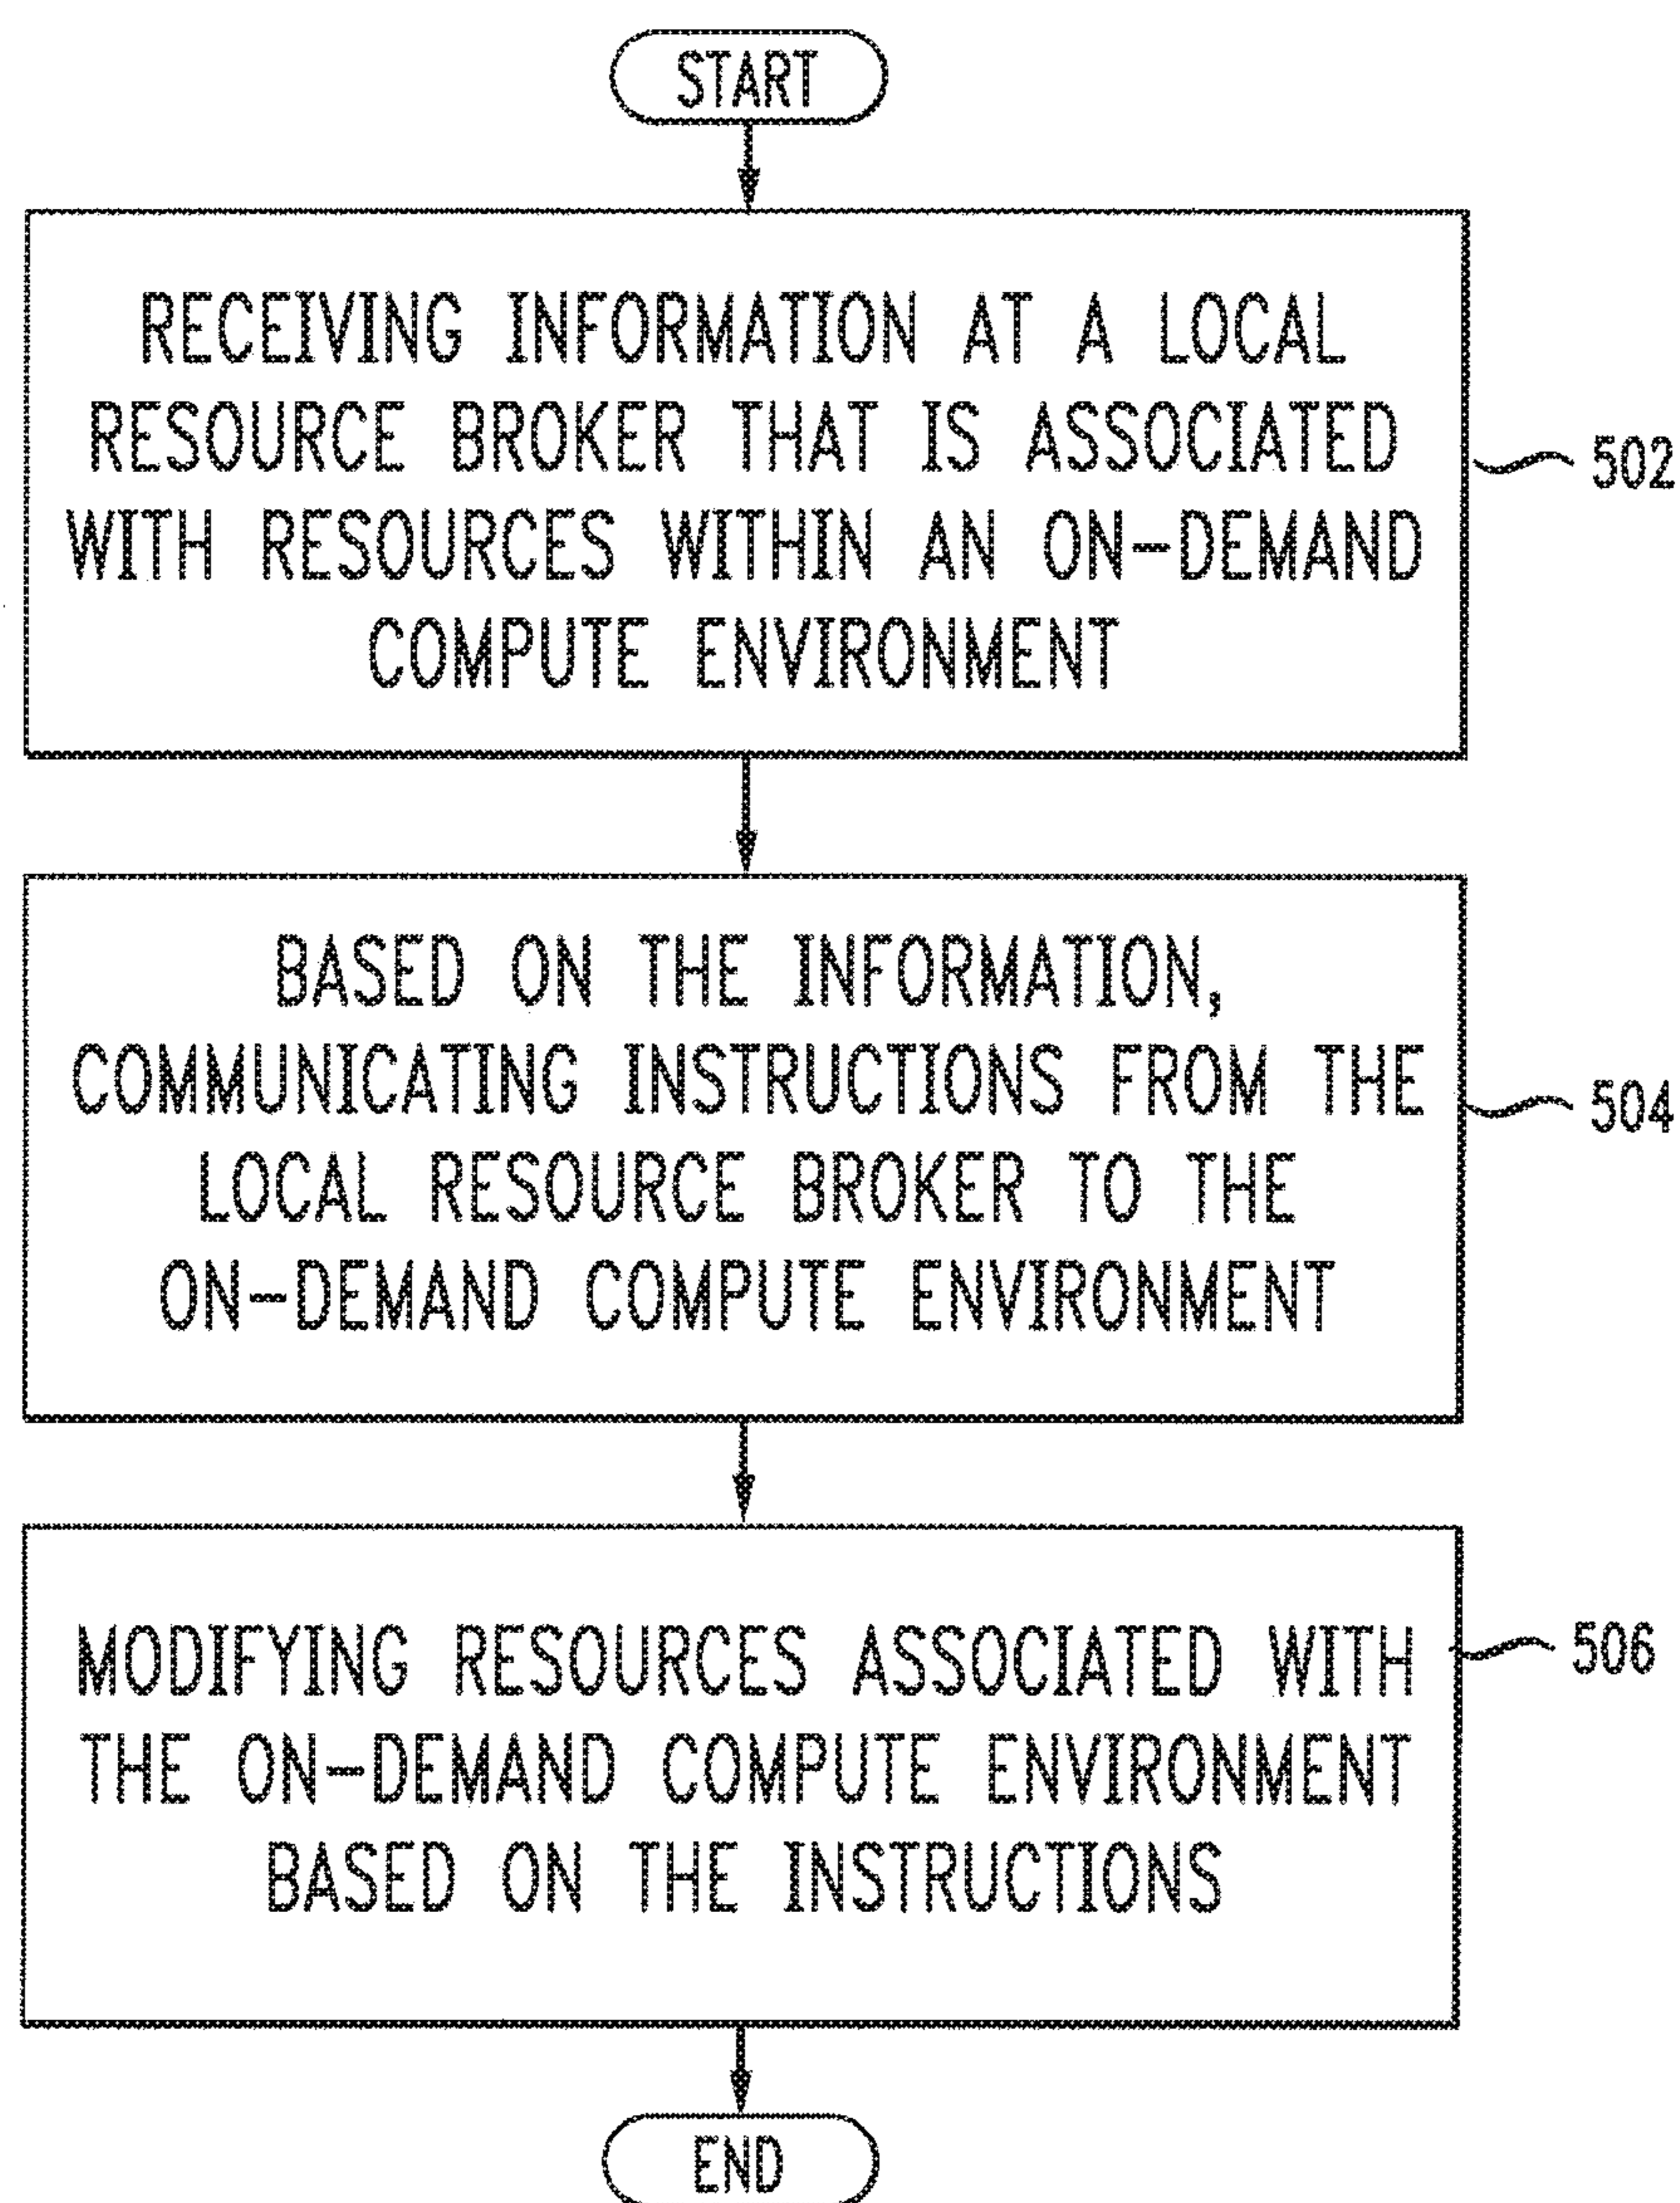 START
RECEIVING INFORMATION AT A LOCAL
RESOURCE BROKER THAT IS ASSOCIATED
WITH RESOURCES WITHIN AN ON-DEMAND
COMPUTE ENVIRONMENT
502
BASED ON THE INFORMATION,
COMMUNICATING INSTRUCTIONS FROM THE
LOCAL RESOURCE BROKER TO THE
ON-DEMAND COMPUTE ENVIRONMENT
504
MODIFYING RESOURCES ASSOCIATED WITH
THE ON-DEMAND COMPUTE ENVIRONMENT
BASED ON THE INSTRUCTIONS
506
END